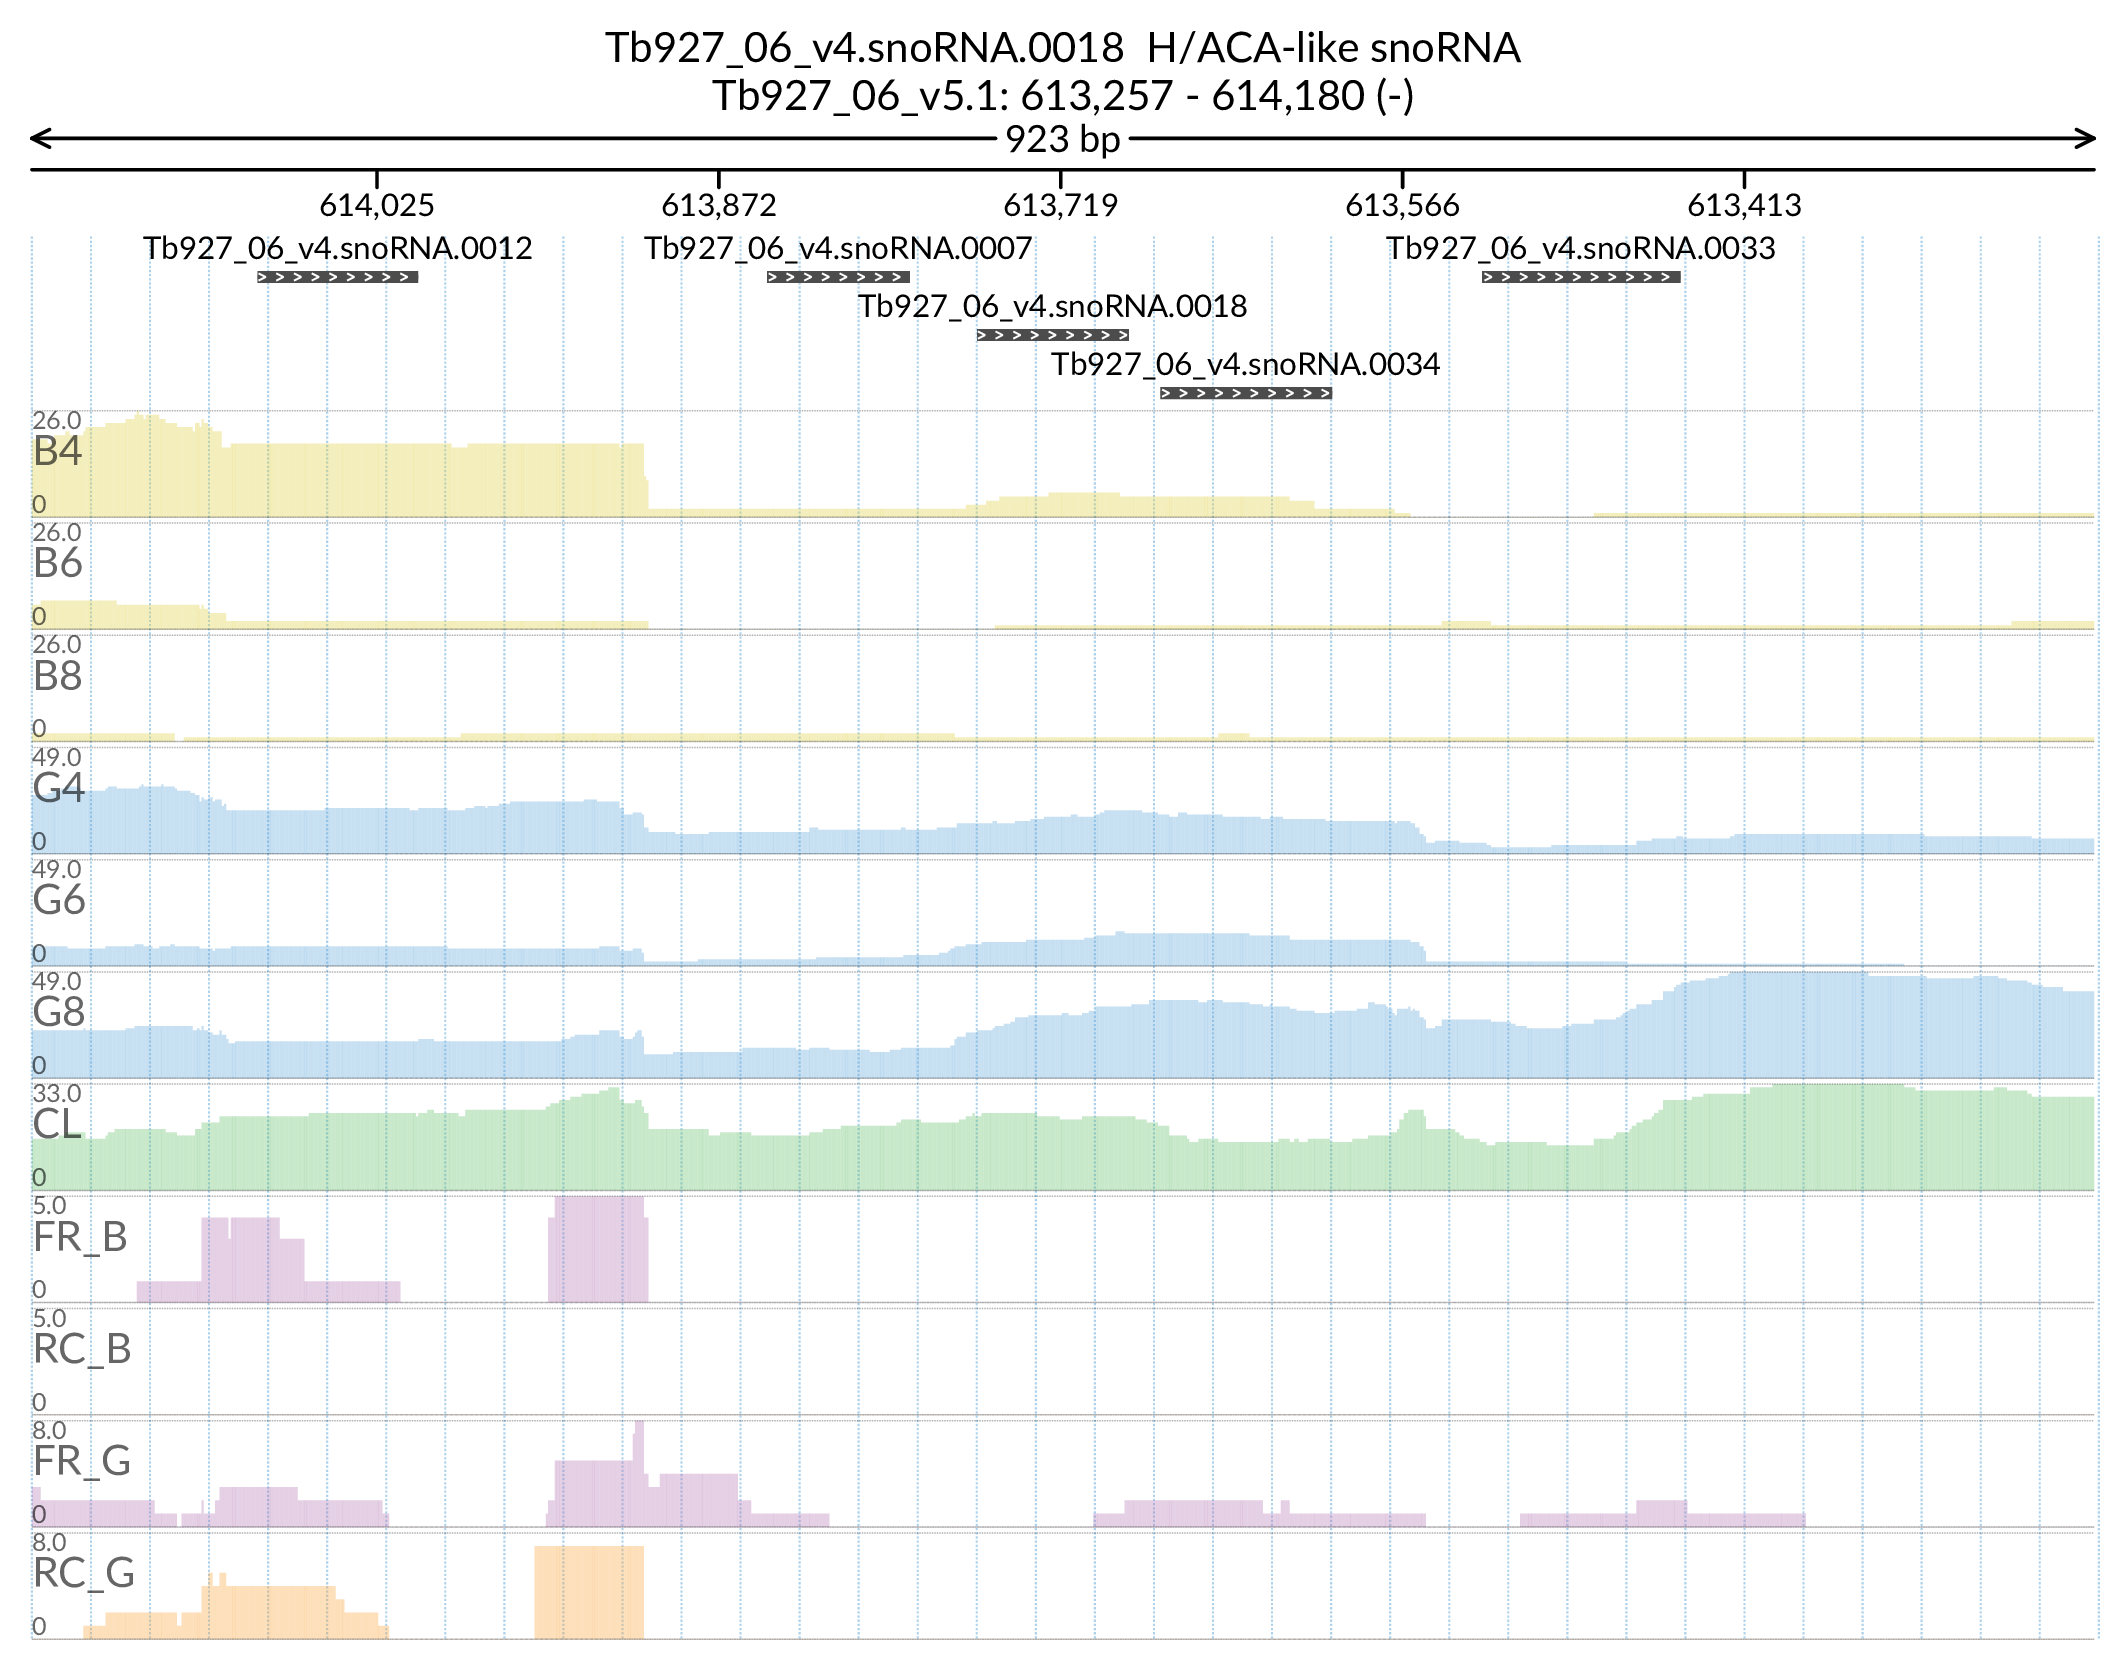 Tb927_06_v4.snoRNA.0018  H/ACA-like snoRNA
Tb927_06_v5.1: 613,257 - 614,180 (-)
923 bp
614,025 613,872 613,719 613,566 613,413
Tb927_06_v4.snoRNA.0012 Tb927_06_v4.snoRNA.0007 Tb927_06_v4.snoRNA.0033
Tb927_06_v4.snoRNA.0018
Tb927_06_v4.snoRNA.0034
26.0
B4
0
26.0
B6
0
26.0
B8
0
49.0
G4
0
49.0
G6
0
49.0
G8
0
33.0
CL
0
5.0
FR_B
0
5.0
RC_B
0
8.0
FR_G
0
8.0
RC_G
0